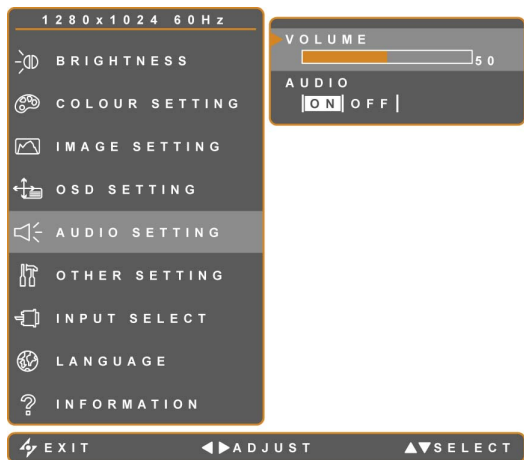 1280x1024 60Hz
BRIGHTNESS
COLOUR SETTING
IMAGE SETTING
OSD SETTING
AUDIO SETTING
OTHER SETTING
INPUT SELECT
LANGUAGE
INFORMATION
VOLUME
50
AUDIO
ON OFF
EXIT ADJUST SELECT